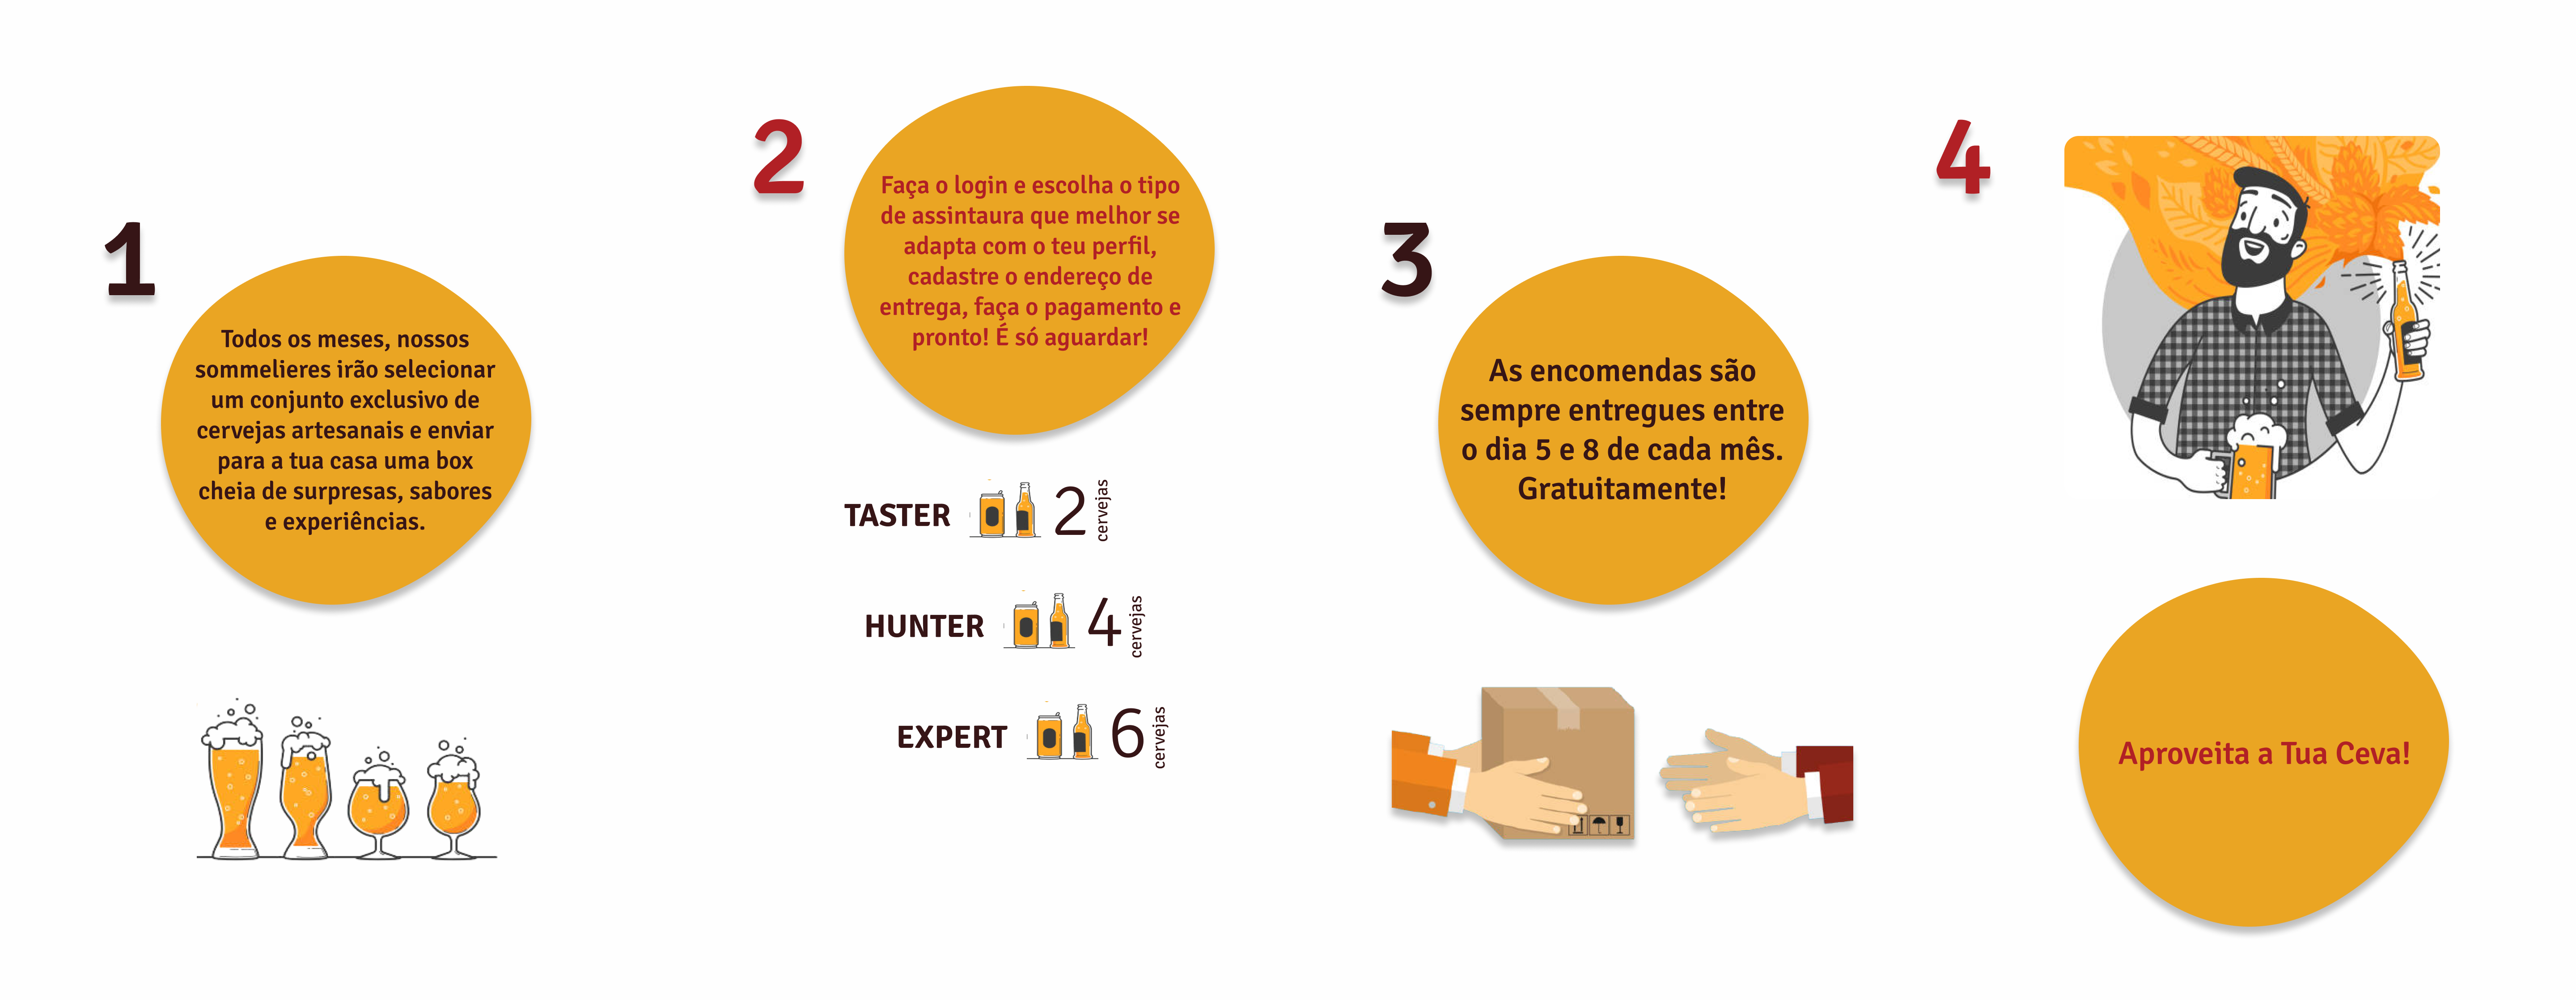 1
Todos os meses, nossos
sommelieres irão selecionar
um conjunto exclusivo de
cervejas artesanais e enviar
para a tua casa uma box
cheia de surpresas, sabores
e experiências.
2
Faça o login e escolha o tipo
de assintaura que melhor se
adapta com o teu perfil,
cadastre o endereço de
entrega, faça o pagamento e
pronto! É só aguardar!
TASTER 2 cervejas
HUNTER 4 cervejas
EXPERT 6 cervejas
3
As encomendas são
sempre entregues entre
o dia 5 e 8 de cada mês.
Gratuitamente!
4
Aproveita a Tua Ceva!